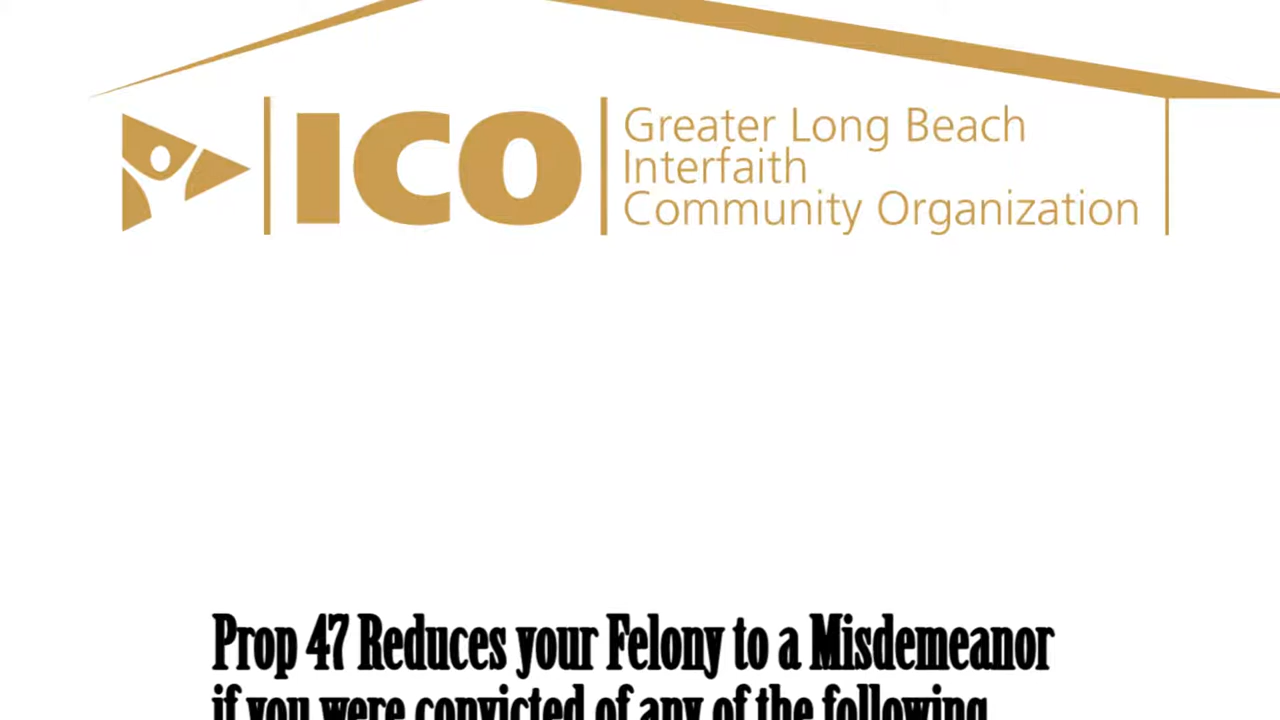 ICO
Greater Long Beach
Interfaith
Community Organization
Prop 47 Reduces your Felony to a Misdemeanor
if you were convicted of any of the following